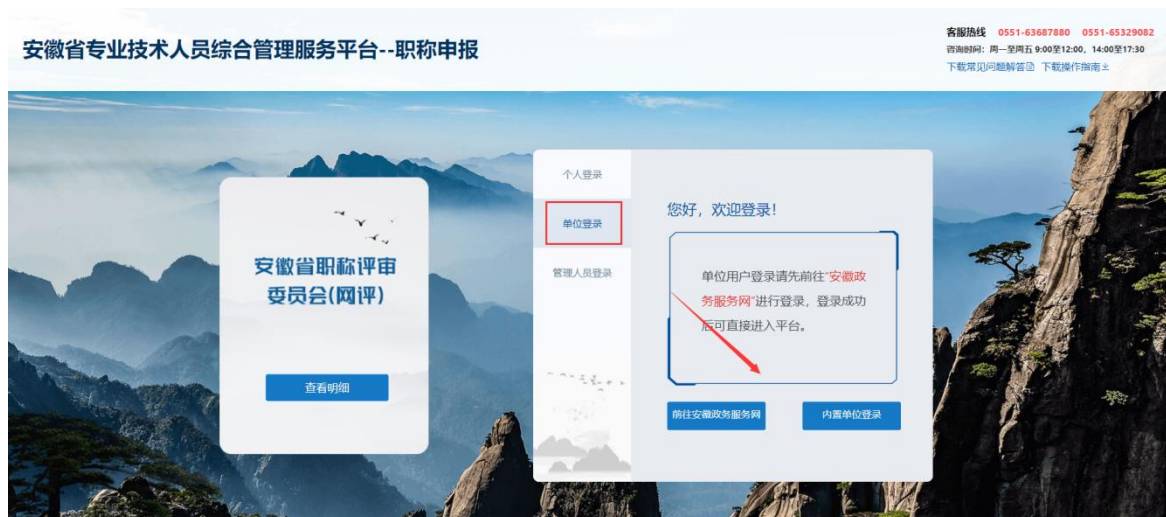 安徽省专业技术人员综合管理服务平台--职称申报
客服热线 0551-63687880 0551-65329082
咨询时间：周一至周五 9:00至12:00，14:00至17:30
下载常见问题解答 下载操作指南
安徽省职称评审
委员会(网评)
查看明细
个人登录
单位登录
管理人员登录
您好，欢迎登录！
单位用户登录请先前往"安徽政
务服务网"进行登录，登录成功
后可直接进入平台。
前往安徽政务服务网
内置单位登录